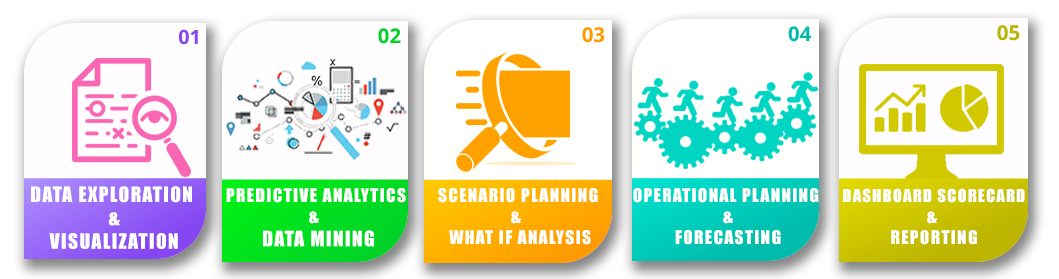 01
DATA EXPLORATION
&
VISUALIZATION
02
X
%
#
√x
PREDICTIVE ANALYTICS
&
DATA MINING
03
SCENARIO PLANNING
&
WHAT IF ANALYSIS
04
OPERATIONAL PLANNING
&
FORECASTING
05
DASHBOARD SCORECARD
&
REPORTING